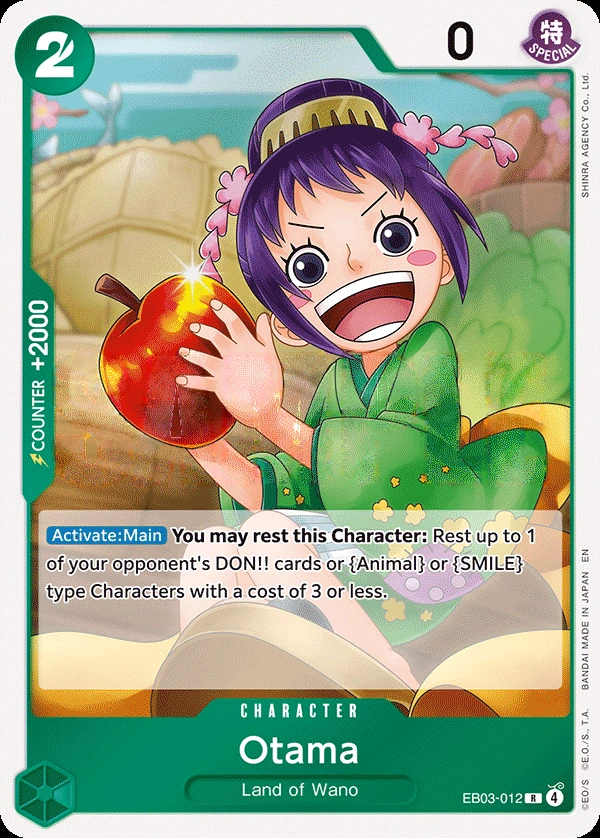 2
0
特
SPECIAL
SHINRA AGENCY Co., Ltd.
COUNTER +2000
Activate:Main You may rest this Character: Rest up to 1
of your opponent's DON!! cards or {Animal} or {SMILE}
type Characters with a cost of 3 or less.
CHARACTER
Otama
Land of Wano
EB03-012 R 4
©EO/S ©E.O./S., T.A. BANDAI MADE IN JAPAN EN